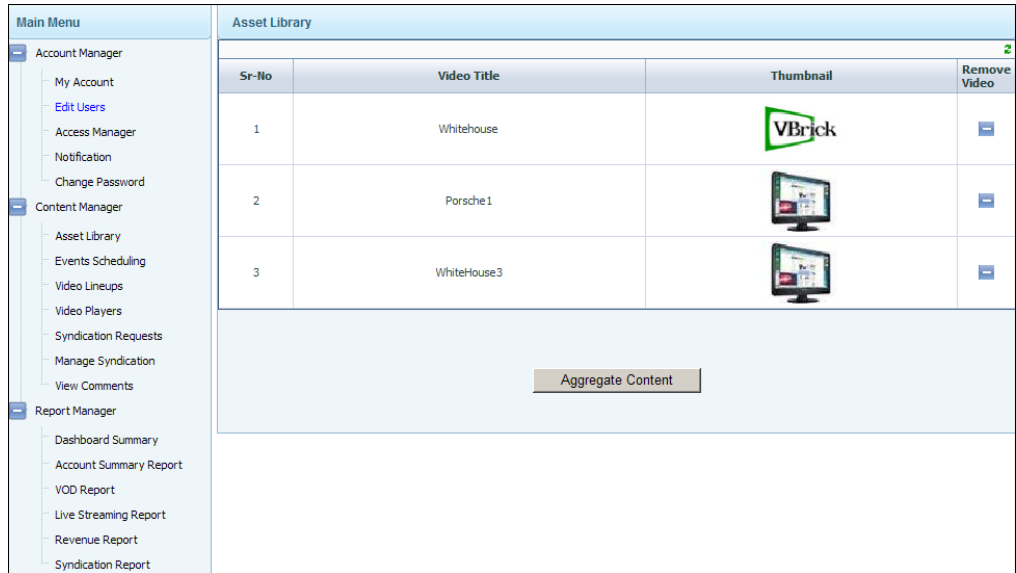 Main Menu
Account Manager
My Account
Edit Users
Access Manager
Notification
Change Password
Content Manager
Asset Library
Events Scheduling
Video Lineups
Video Players
Syndication Requests
Manage Syndication
View Comments
Report Manager
Dashboard Summary
Account Summary Report
VOD Report
Live Streaming Report
Revenue Report
Syndication Report
Asset Library
Sr-No Video Title Thumbnail Remove Video
1 Whitehouse VBrick
2 Porsche1
3 WhiteHouse3
Aggregate Content